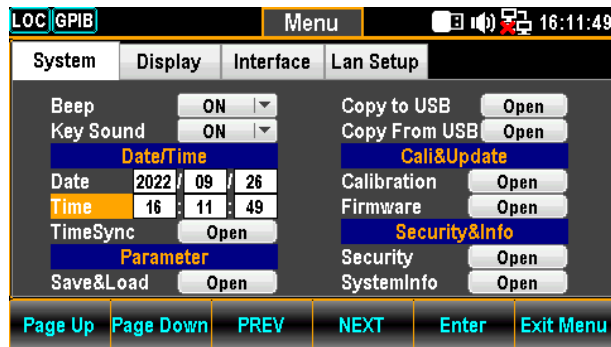 LOC GPIB Menu 16:11:49
System Display Interface Lan Setup
Beep ON
Key Sound ON
Date/Time
Date 2022 / 09 / 26
Time 16 : 11 : 49
TimeSync Open
Parameter
Save&Load Open
Copy to USB Open
Copy From USB Open
Cali&Update
Calibration Open
Firmware Open
Security&Info
Security Open
SystemInfo Open
Page Up Page Down PREV NEXT Enter Exit Menu